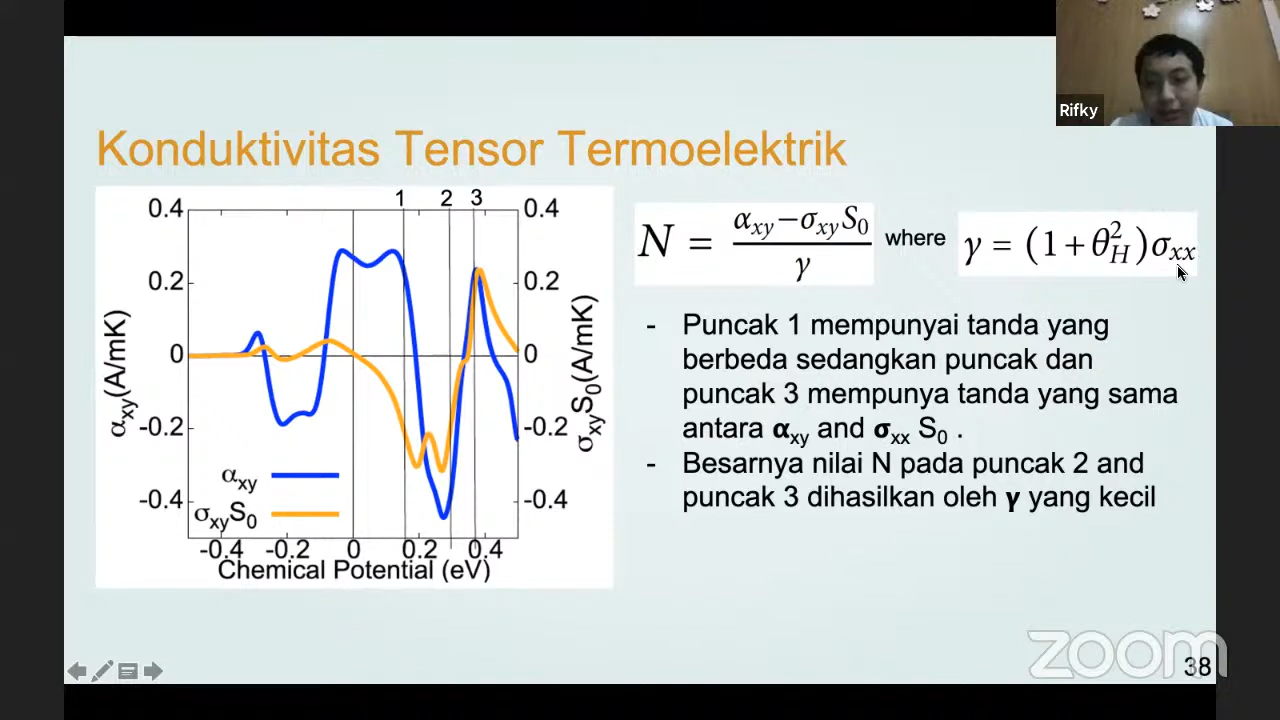 Rifky
Konduktivitas Tensor Termoelektrik
1 2 3
0.4 0.4
0.2 0.2
0 0
-0.2 -0.2
-0.4 -0.4
αxy(A/mK)
σxyS0(A/mK)
αxy
σxyS0
-0.4 -0.2 0 0.2 0.4
Chemical Potential (eV)
N = (αxy−σxyS0)/γ where γ = (1+θH²)σxx
- Puncak 1 mempunyai tanda yang
berbeda sedangkan puncak dan
puncak 3 mempunya tanda yang sama
antara αxy and σxx S0 .
- Besarnya nilai N pada puncak 2 and
puncak 3 dihasilkan oleh γ yang kecil
zoom
38